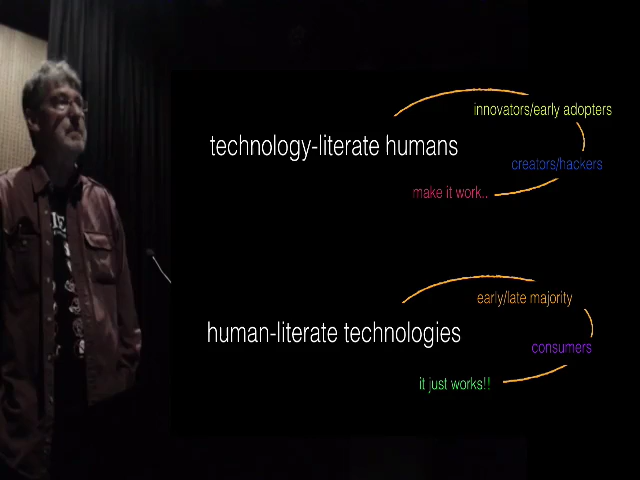 innovators/early adopters
technology-literate humans
creators/hackers
make it work..
early/late majority
human-literate technologies
consumers
it just works!!